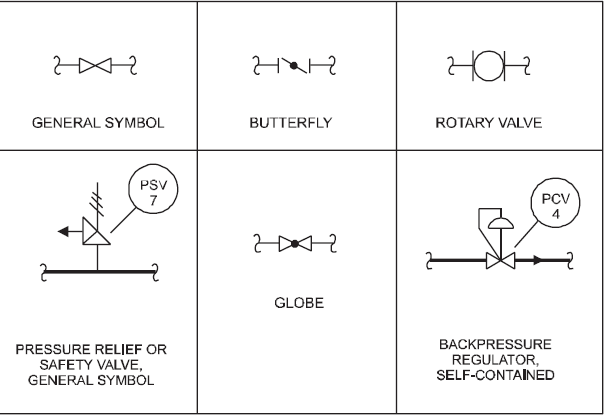 GENERAL SYMBOL
BUTTERFLY
ROTARY VALVE
PSV
7
PRESSURE RELIEF OR
SAFETY VALVE,
GENERAL SYMBOL
GLOBE
PCV
4
BACKPRESSURE
REGULATOR,
SELF-CONTAINED